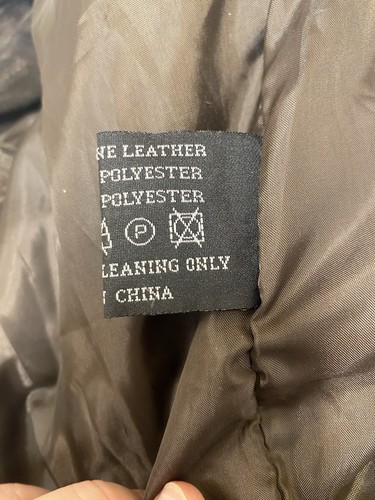 NE LEATHER
POLYESTER
POLYESTER
P
LEANING ONLY
CHINA